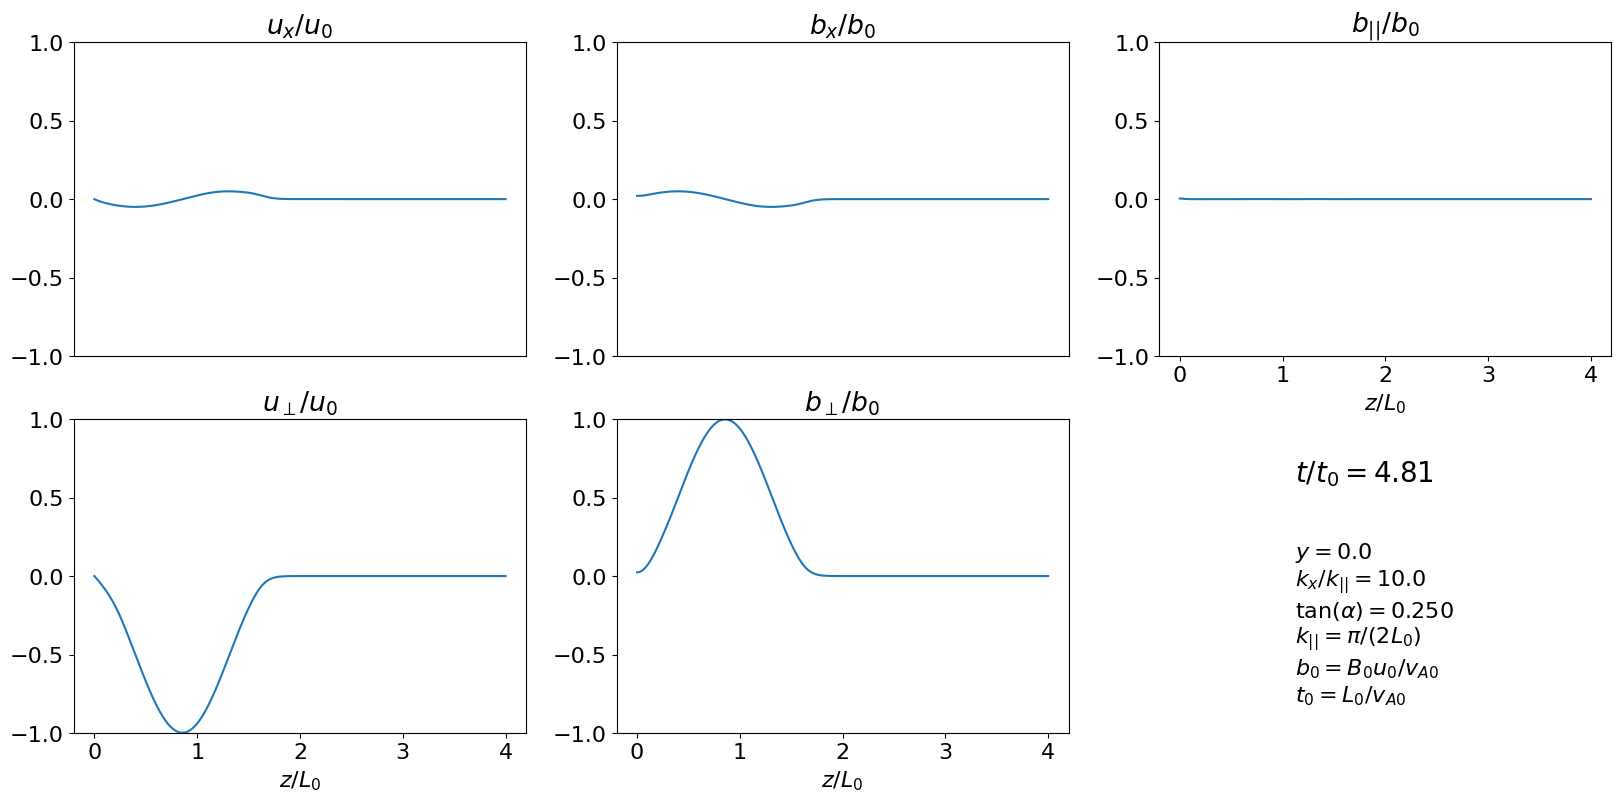 u_x/u_0
b_x/b_0
b_{||}/b_0
1.0
0.5
0.0
−0.5
−1.0
1.0
0.5
0.0
−0.5
−1.0
1.0
0.5
0.0
−0.5
−1.0
0 1 2 3 4
z/L_0
u_⊥/u_0
b_⊥/b_0
1.0
0.5
0.0
−0.5
−1.0
0 1 2 3 4
z/L_0
1.0
0.5
0.0
−0.5
−1.0
0 1 2 3 4
z/L_0
t/t_0 = 4.81
y = 0.0
k_x/k_{||} = 10.0
tan(α) = 0.250
k_{||} = π/(2L_0)
b_0 = B_0u_0/v_{A0}
t_0 = L_0/v_{A0}